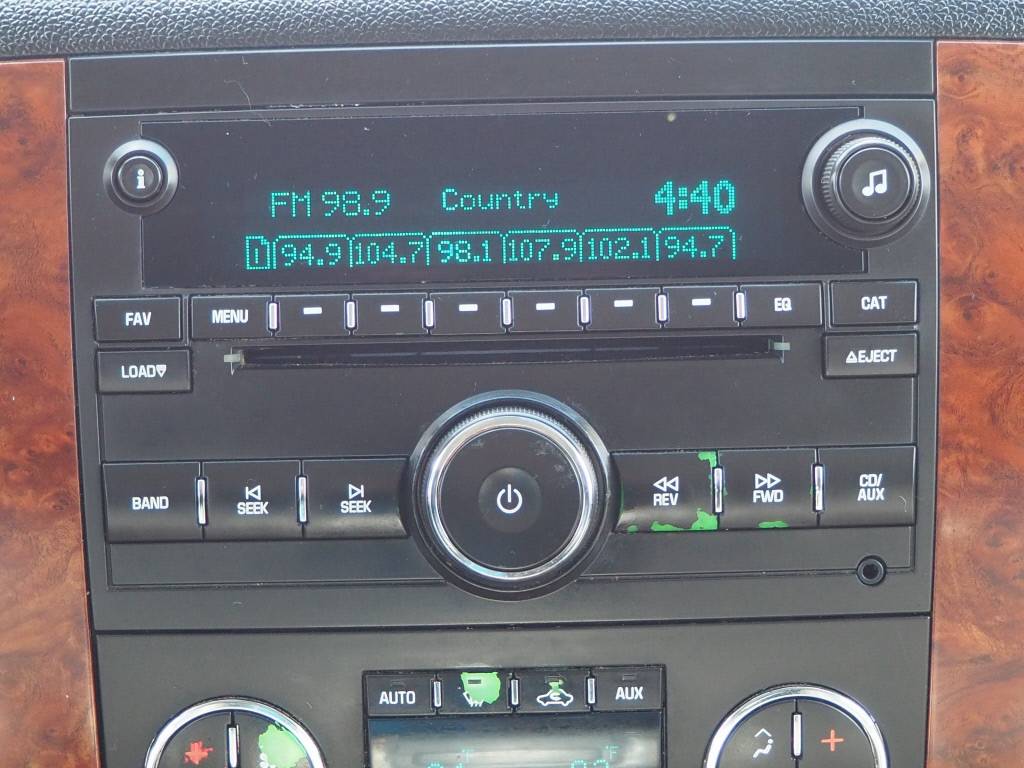 FM 98.9 Country 4:40
D 94.9 104.7 98.1 107.9 102.1 94.7
FAV MENU EQ CAT
LOAD EJECT
BAND SEEK SEEK REV FWD CD/
AUX
AUTO AUX
°F °F